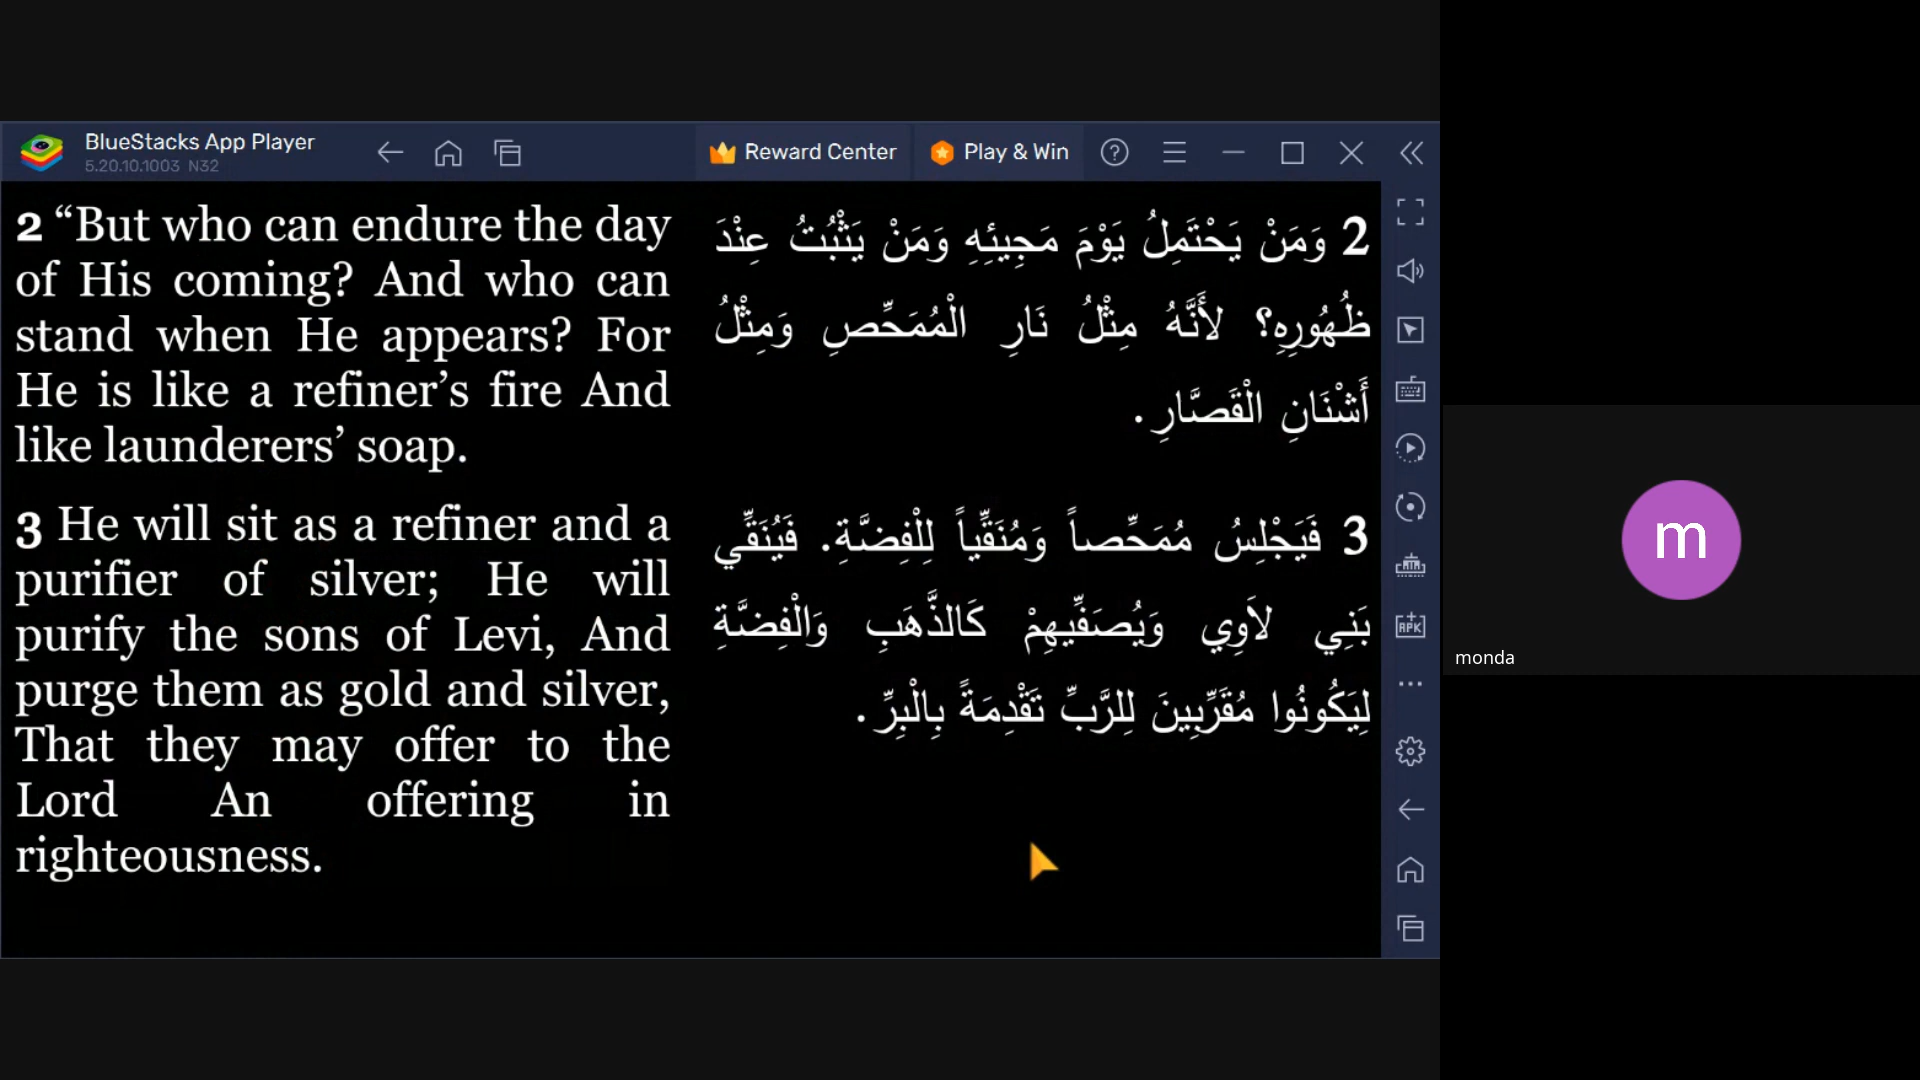 BlueStacks App Player
5.20.10.1003 N32
Reward Center
Play & Win
2 “But who can endure the day
of His coming? And who can
stand when He appears? For
He is like a refiner’s fire And
like launderers’ soap.
3 He will sit as a refiner and a
purifier of silver; He will
purify the sons of Levi, And
purge them as gold and silver,
That they may offer to the
Lord An offering in
righteousness.
2 وَمَنْ يَحْتَمِلُ يَوْمَ مَجِيئِهِ وَمَنْ يَثْبُتُ عِنْدَ
ظُهُورِهِ؟ لأَنَّهُ مِثْلُ نَارِ الْمُمَحِّصِ وَمِثْلُ
أَشْنَانِ الْقَصَّارِ.
3 فَيَجْلِسُ مُمَحِّصاً وَمُنَقِّياً لِلْفِضَّةِ. فَيُنَقِّي
بَنِي لاَوِي وَيُصَفِّيهِمْ كَالذَّهَبِ وَالْفِضَّةِ
لِيَكُونُوا مُقَرِّبِينَ لِلرَّبِّ تَقْدِمَةً بِالْبِرِّ.
APK
m
monda